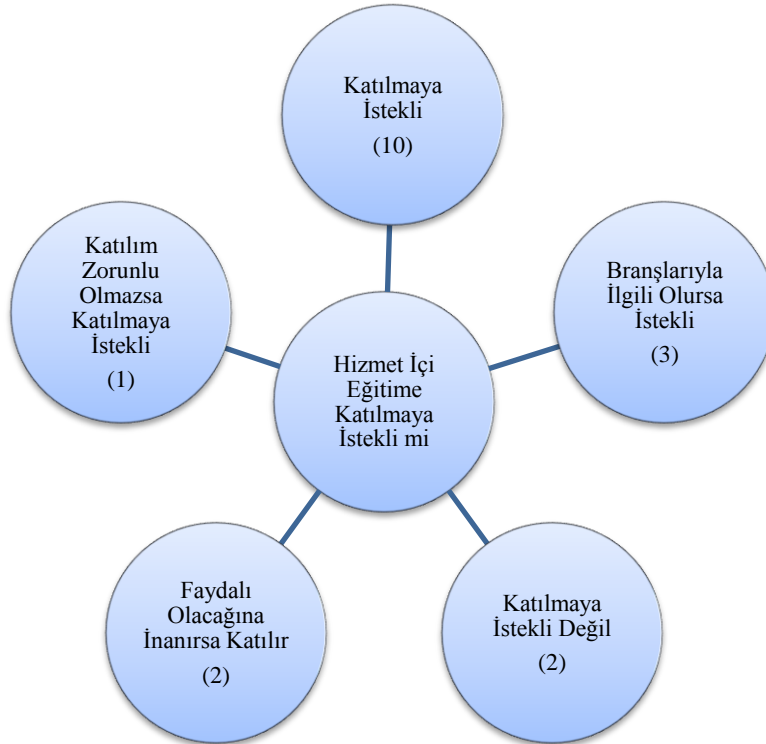 Katılmaya
İstekli
(10)
Katılım
Zorunlu
Olmazsa
Katılmaya
İstekli
(1)
Branşlarıyla
İlgili Olursa
İstekli
(3)
Hizmet İçi
Eğitime
Katılmaya
İstekli mi
Faydalı
Olacağına
İnanırsa Katılır
(2)
Katılmaya
İstekli Değil
(2)